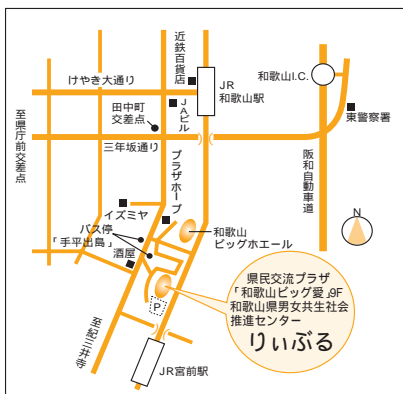 近鉄百貨店
けやき大通り
JR
和歌山駅
和歌山I.C.
JAビル
田中町
交差点
東警察署
至県庁前交差点
三年坂通り
プラザホープ
阪和自動車道
イズミヤ
バス停
「手平出島」
和歌山
ビッグホエール
N
酒屋
県民交流プラザ
「和歌山ビッグ愛」9F
和歌山県男女共生社会
推進センター
りぃぶる
P
至紀三井寺
JR宮前駅